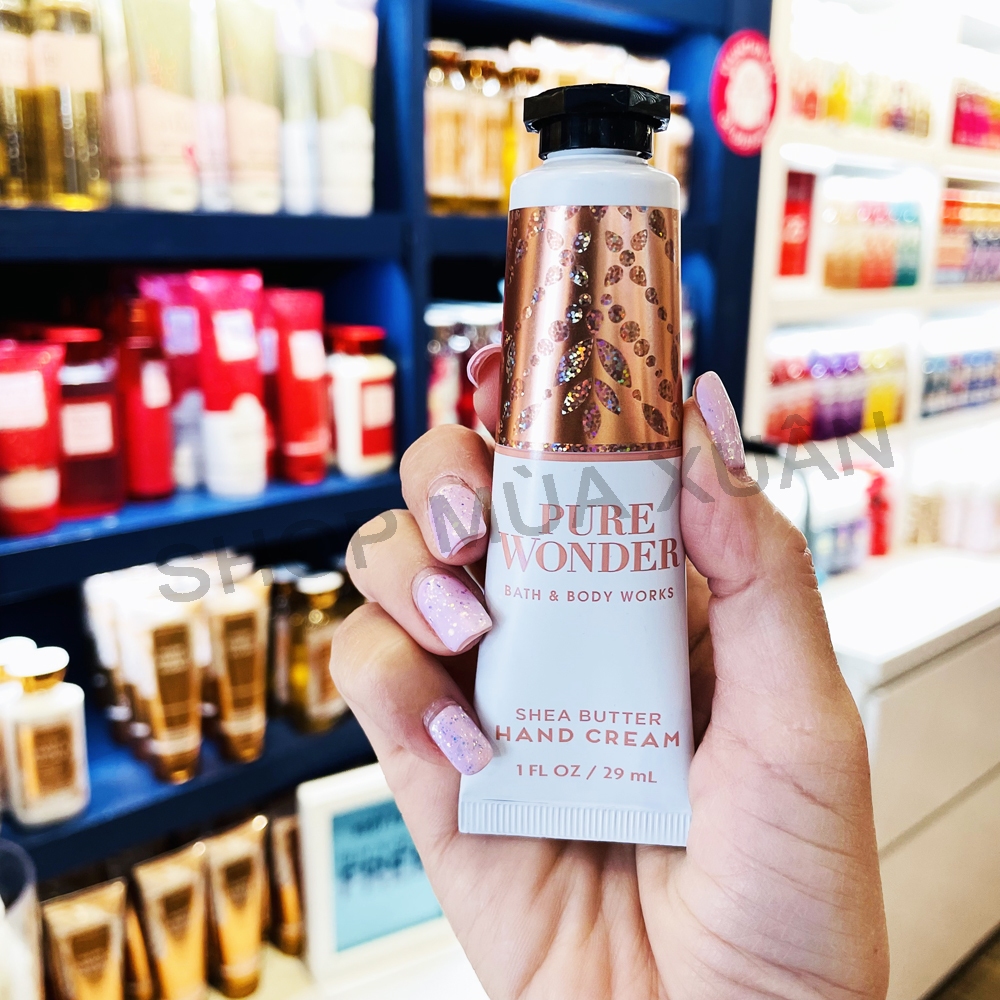 PURE
WONDER
BATH & BODY WORKS
SHEA BUTTER
HAND CREAM
1 FL OZ / 29 mL
SHOP MÙA XUÂN